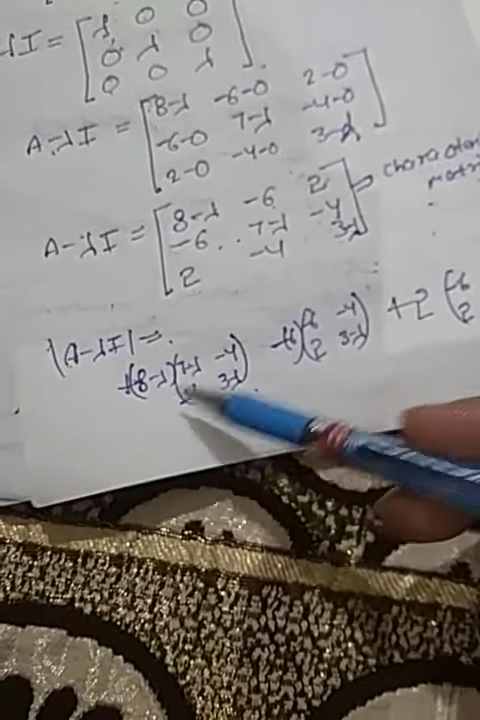 λI = [λ 0 0
0 λ 0
0 0 λ].
A-λI = [8-λ -6-0 2-0
-6-0 7-λ -4-0
2-0 -4-0 3-λ]
A-λI = [8-λ -6 2
-6 7-λ -4
2 -4 3-λ]
|A-λI| =
+(8-λ)(7-λ -4 -(-6)(-6 -4) +2 (-6
3-λ) 2 3-λ 2